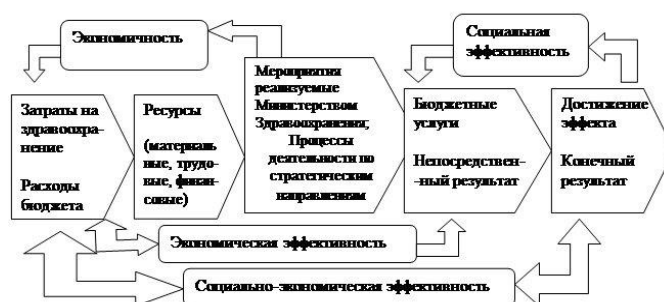 Экономичность
Социальная
эффективность
Затраты на
здравоохра-
нение
Расходы
бюджета
Ресурсы
(материаль
ные, трудо-
вые, финан-
совые)
Мероприятия
реализуемые
Министерством
Здравоохранения;
Процессы
деятельности по
стратегическим
направлениям
Бюджетные
услуги
Непосредствен-
-ный результат
Достижение
эффекта
Конечный
результат
Экономическая эффективность
Социально-экономическая эффективность